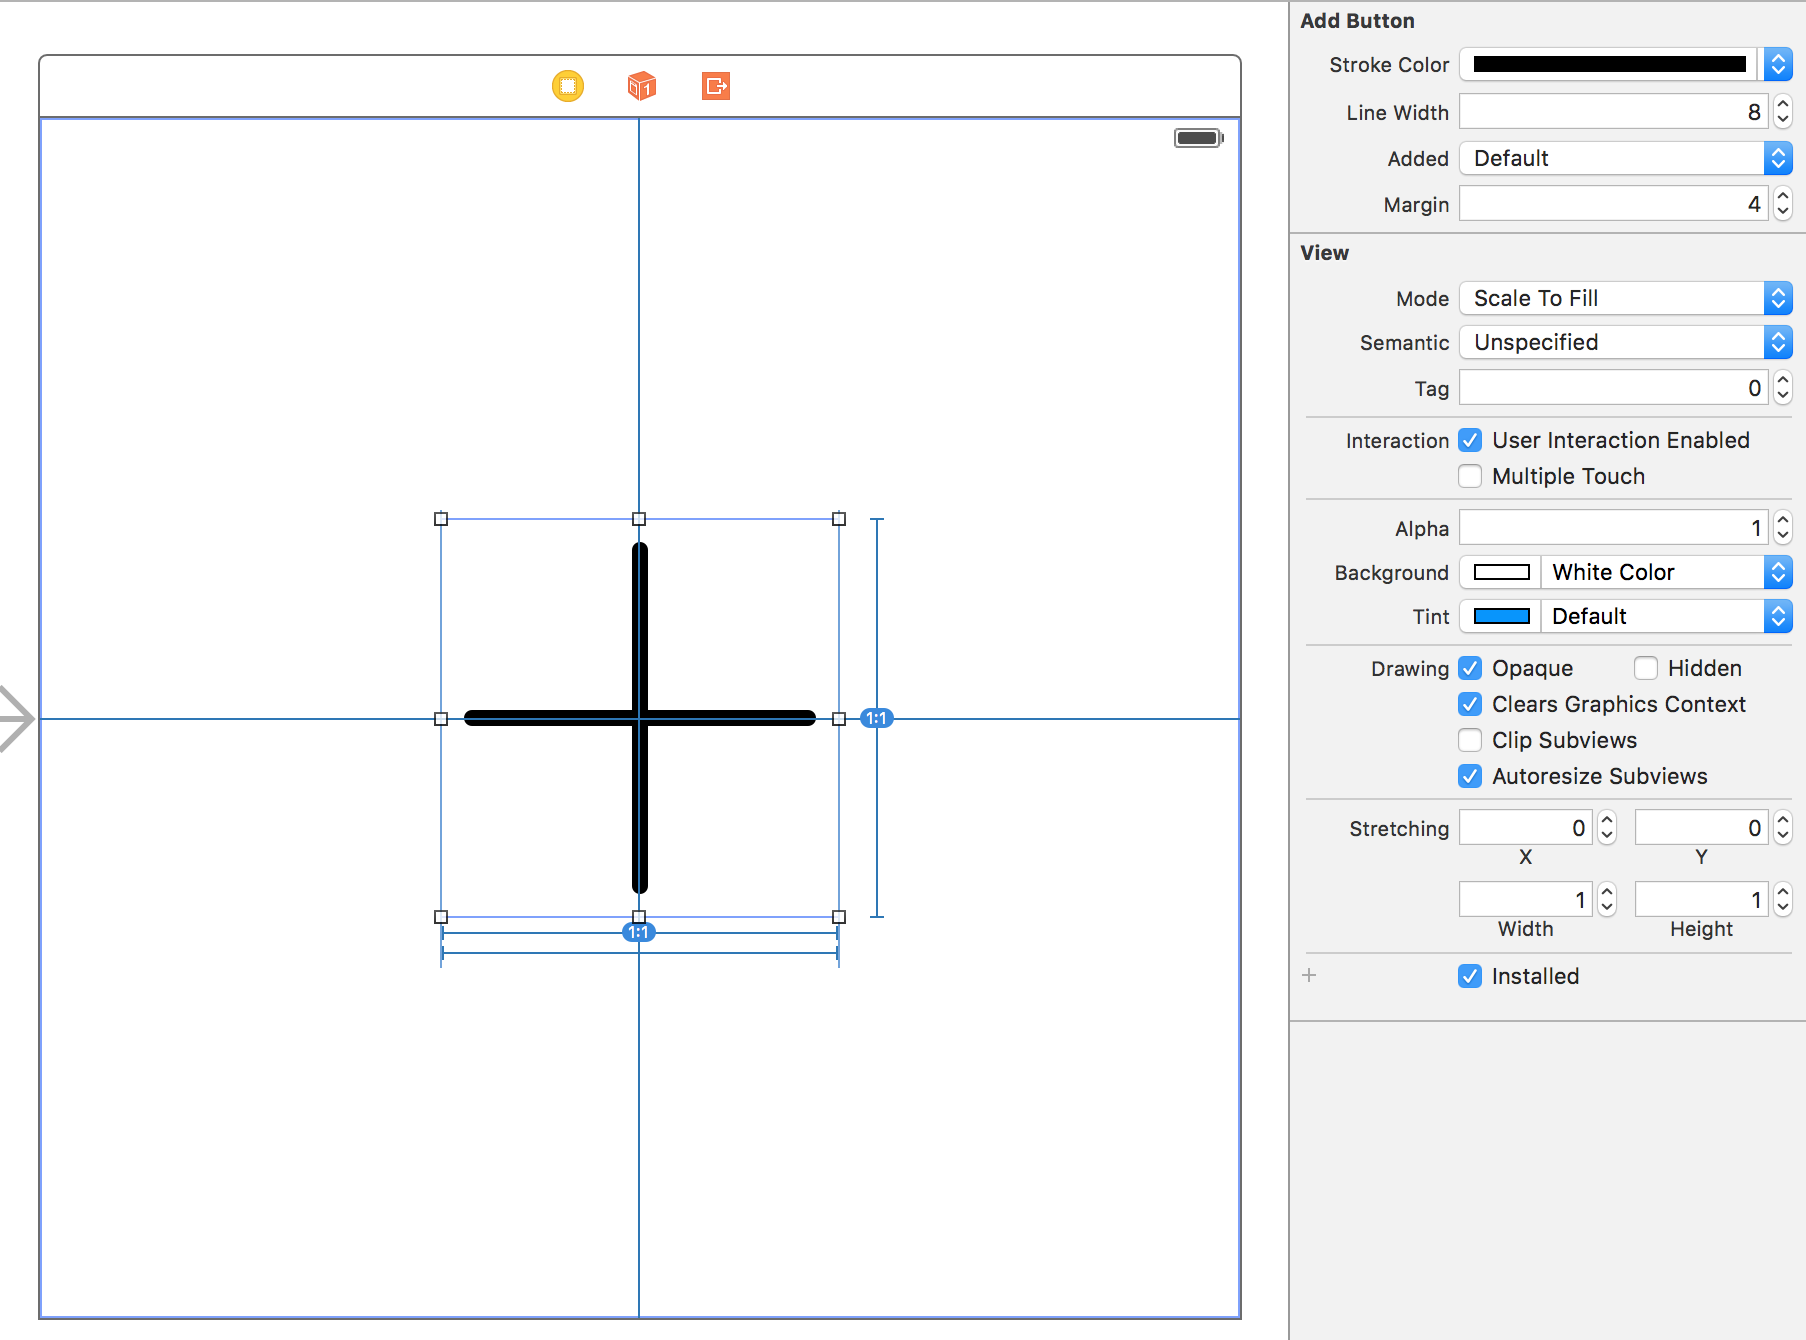 Add Button
Stroke Color
Line Width 8
Added Default
Margin 4
View
Mode Scale To Fill
Semantic Unspecified
Tag 0
Interaction User Interaction Enabled
Multiple Touch
Alpha 1
Background White Color
Tint Default
Drawing Opaque Hidden
Clears Graphics Context
Clip Subviews
Autoresize Subviews
Stretching 0 0
X Y
1 1
Width Height
+ Installed
1
1:1
1:1